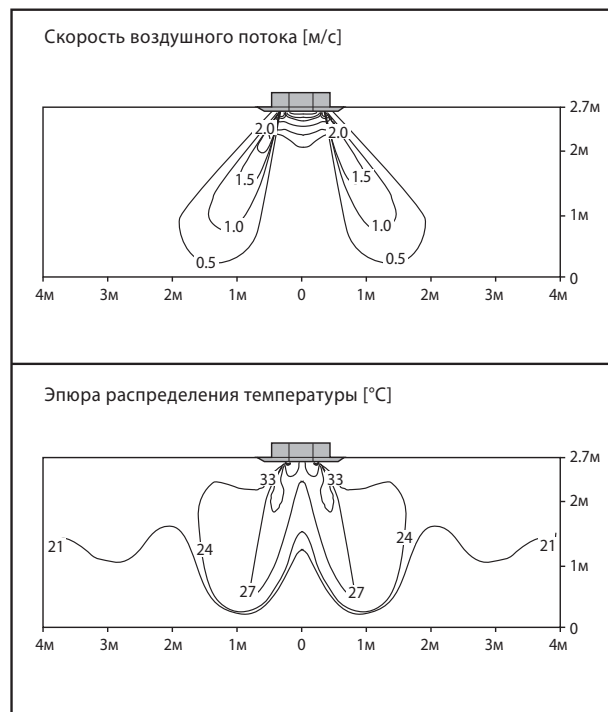 Скорость воздушного потока [м/с]
2.7м
2.0 2.0 2м
1.5 1.5
1м
1.0 1.0
0.5 0.5
0
4м 3м 2м 1м 0 1м 2м 3м 4м
Эпюра распределения температуры [°C]
2.7м
33 33
2м
21 24 24 21
1м
27 27
0
4м 3м 2м 1м 0 1м 2м 3м 4м